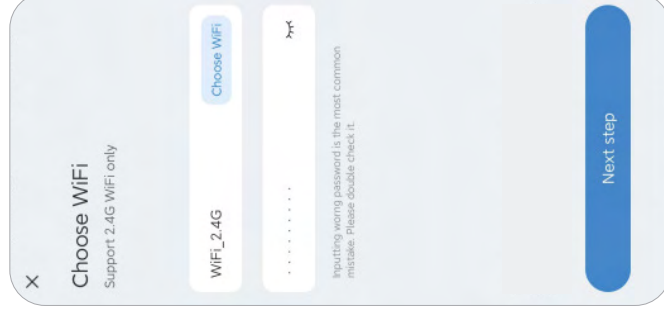 Choose WiFi
Support 2.4G WiFi only
WiFi_2.4G
Choose WiFi
·········
Inputting worng password is the most common
mistake. Please double check it.
Next step